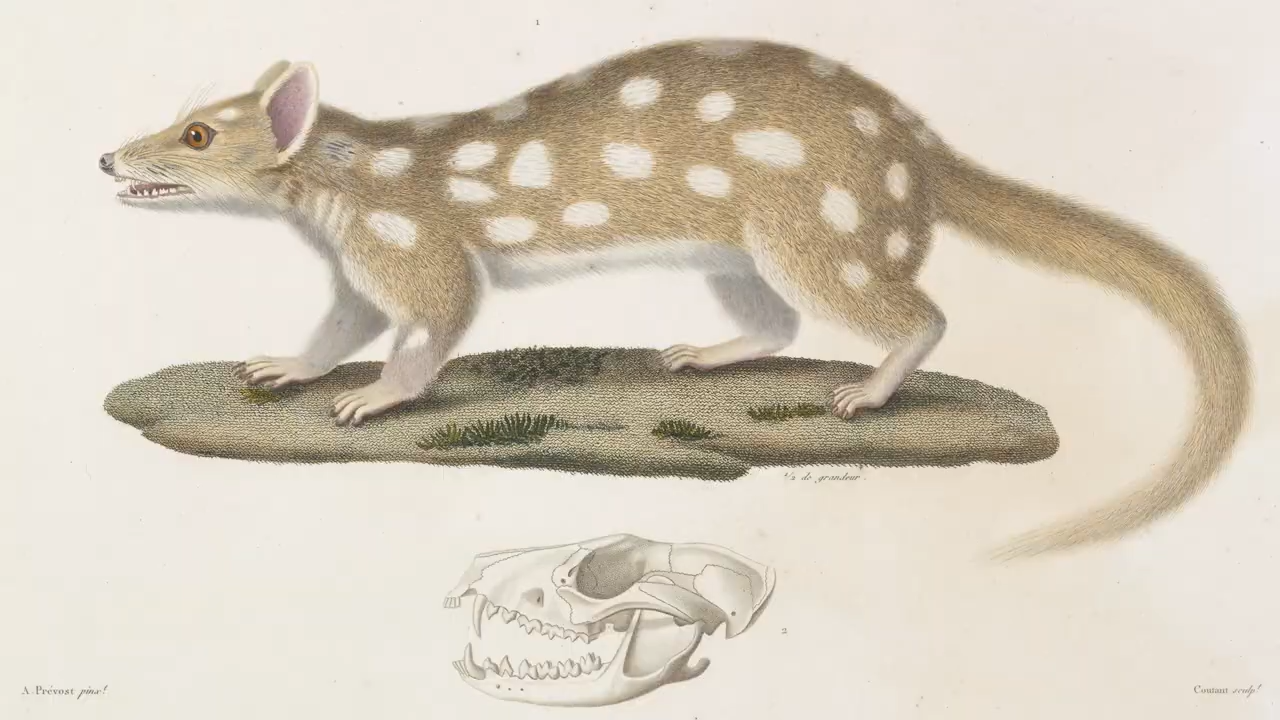 1
1/2 de grandeur.
2
A. Prévost pinx!
Coutant sculp!